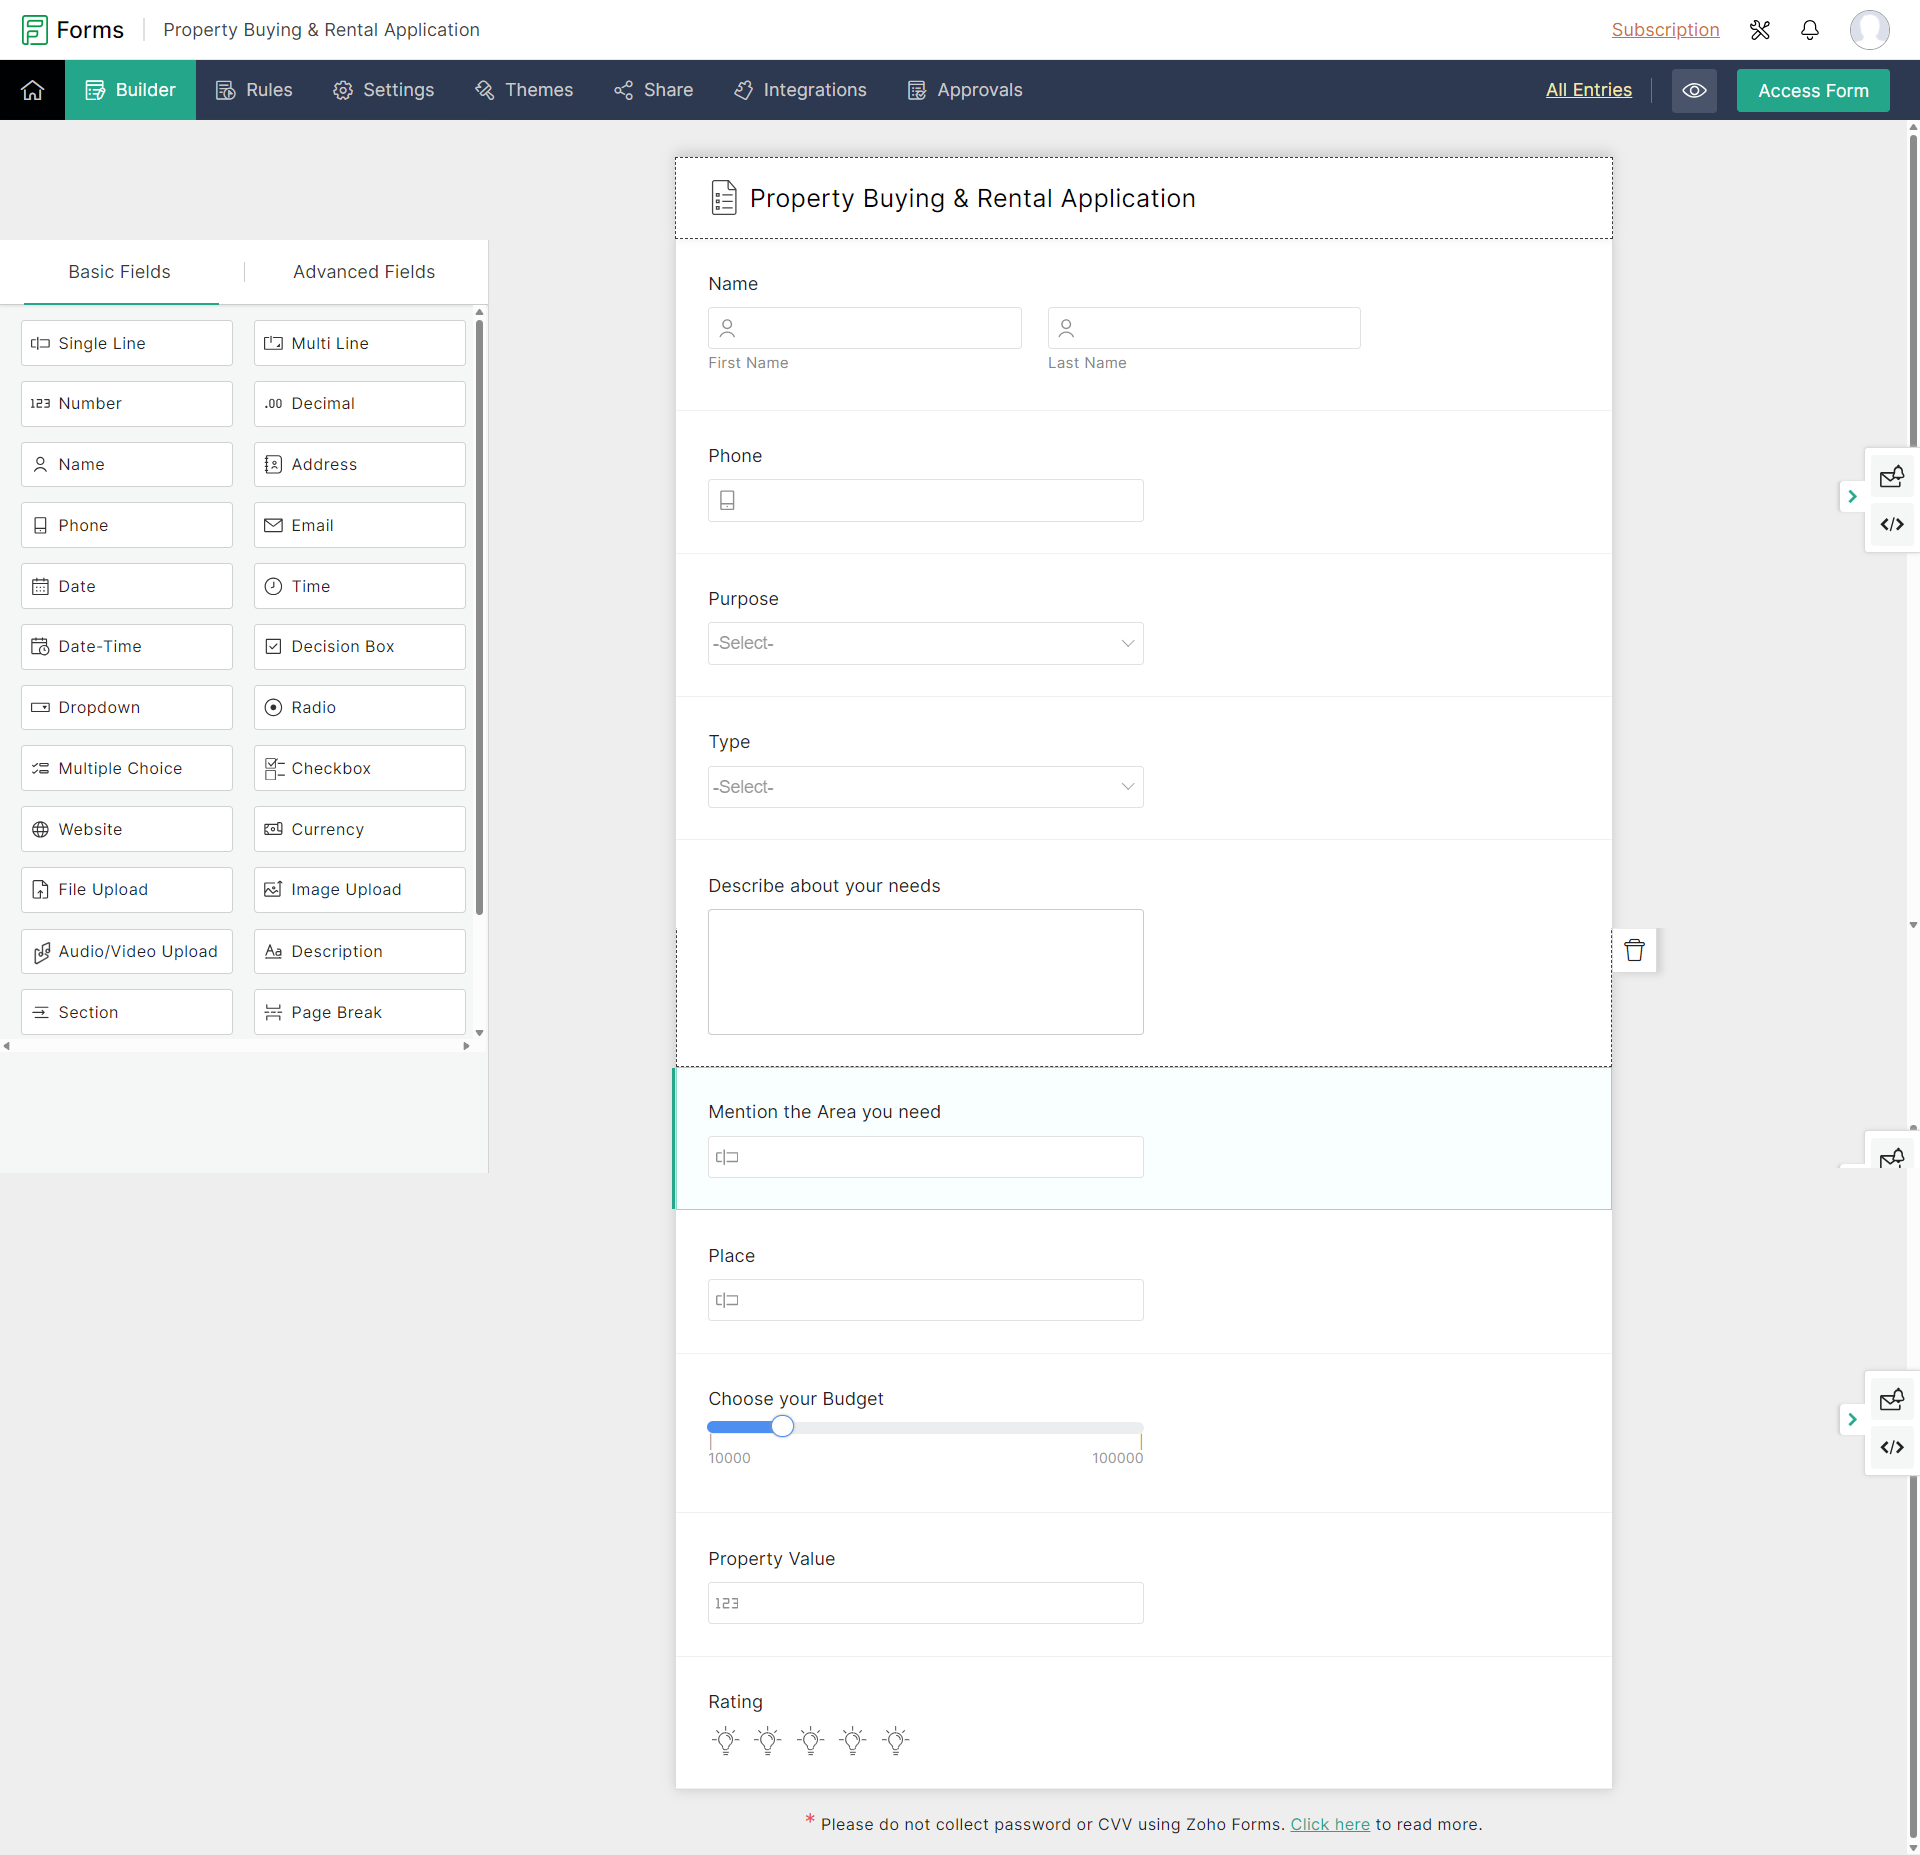 Forms
Property Buying & Rental Application
Subscription
Builder
Rules
Settings
Themes
Share
Integrations
Approvals
All Entries
Access Form
Property Buying & Rental Application
Basic Fields
Advanced Fields
Single Line
Multi Line
123 Number
.00 Decimal
Name
Address
Phone
Email
Date
Time
Date-Time
Decision Box
Dropdown
Radio
Multiple Choice
Checkbox
Website
Currency
File Upload
Image Upload
Audio/Video Upload
Aa Description
Section
Page Break
Name
First Name
Last Name
Phone
Purpose
-Select-
Type
-Select-
Describe about your needs
Mention the Area you need
Place
Choose your Budget
10000
100000
Property Value
123
Rating
* Please do not collect password or CVV using Zoho Forms. Click here to read more.